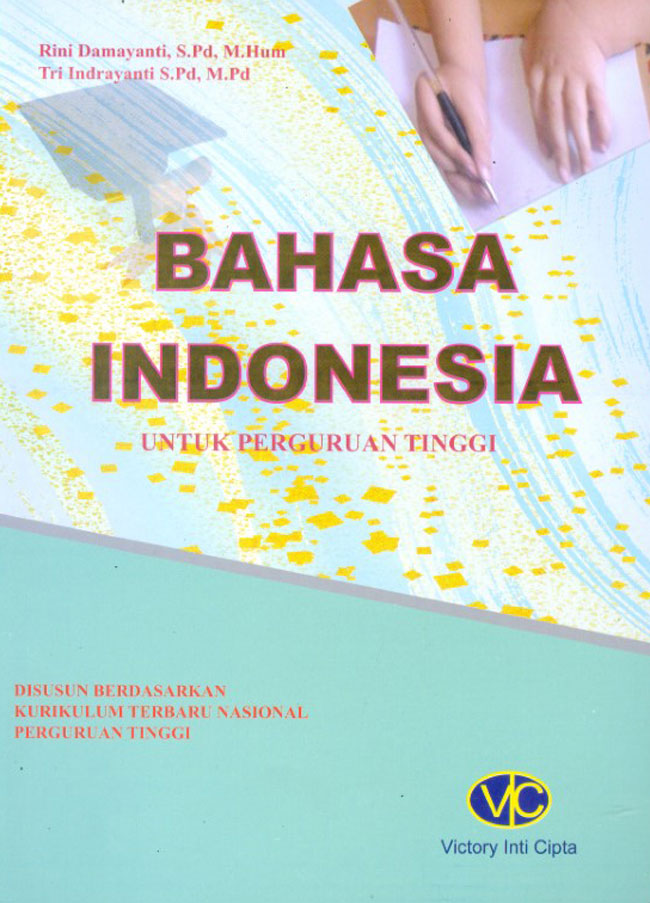 Rini Damayanti, S.Pd, M.Hum
Tri Indrayanti S.Pd, M.Pd
BAHASA
INDONESIA
UNTUK PERGURUAN TINGGI
DISUSUN BERDASARKAN
KURIKULUM TERBARU NASIONAL
PERGURUAN TINGGI
VIC
Victory Inti Cipta